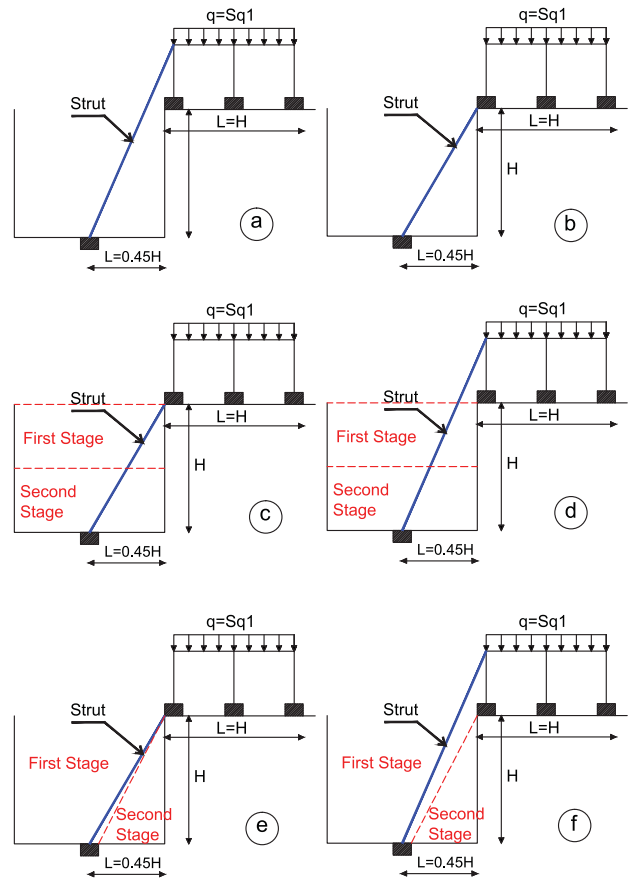 q=Sq1
Strut
L=H
L=0.45H
a
q=Sq1
Strut
L=H
H
L=0.45H
b
q=Sq1
Strut
First Stage
L=H
H
Second
Stage
L=0.45H
c
q=Sq1
Strut
First Stage
L=H
H
Second
Stage
L=0.45H
d
q=Sq1
Strut
First Stage
L=H
H
Second
Stage
L=0.45H
e
q=Sq1
Strut
First Stage
L=H
H
Second
Stage
L=0.45H
f